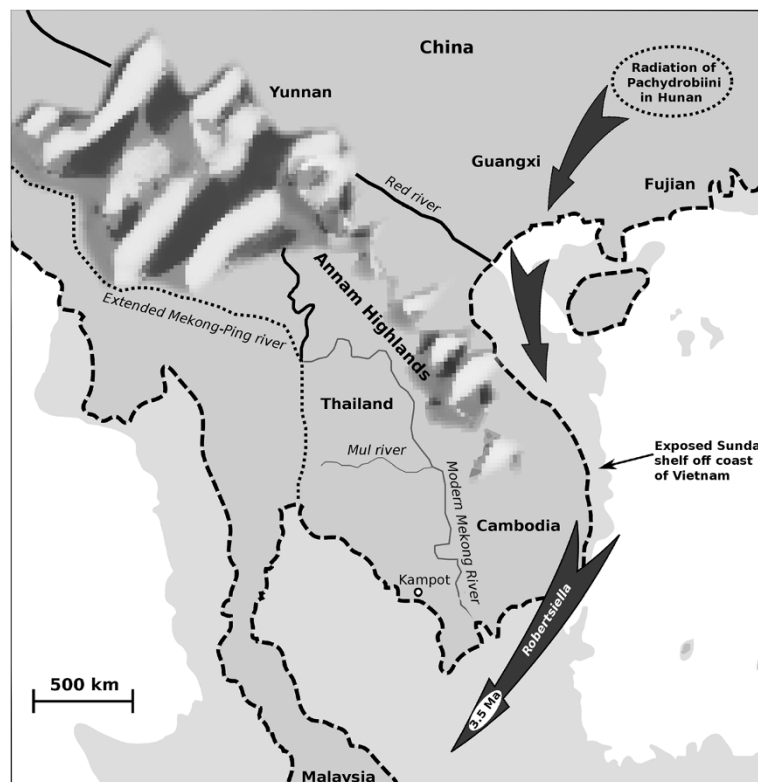 China
Radiation of
Pachydrobiini
in Hunan
Yunnan
Guangxi
Fujian
Red river
Annam Highlands
Extended Mekong-Ping river
Thailand
Mul river
Modern Mekong River
Exposed Sunda
shelf off coast
of Vietnam
Cambodia
Kampot
Robertsiella
3.5 Ma
500 km
Malaysia